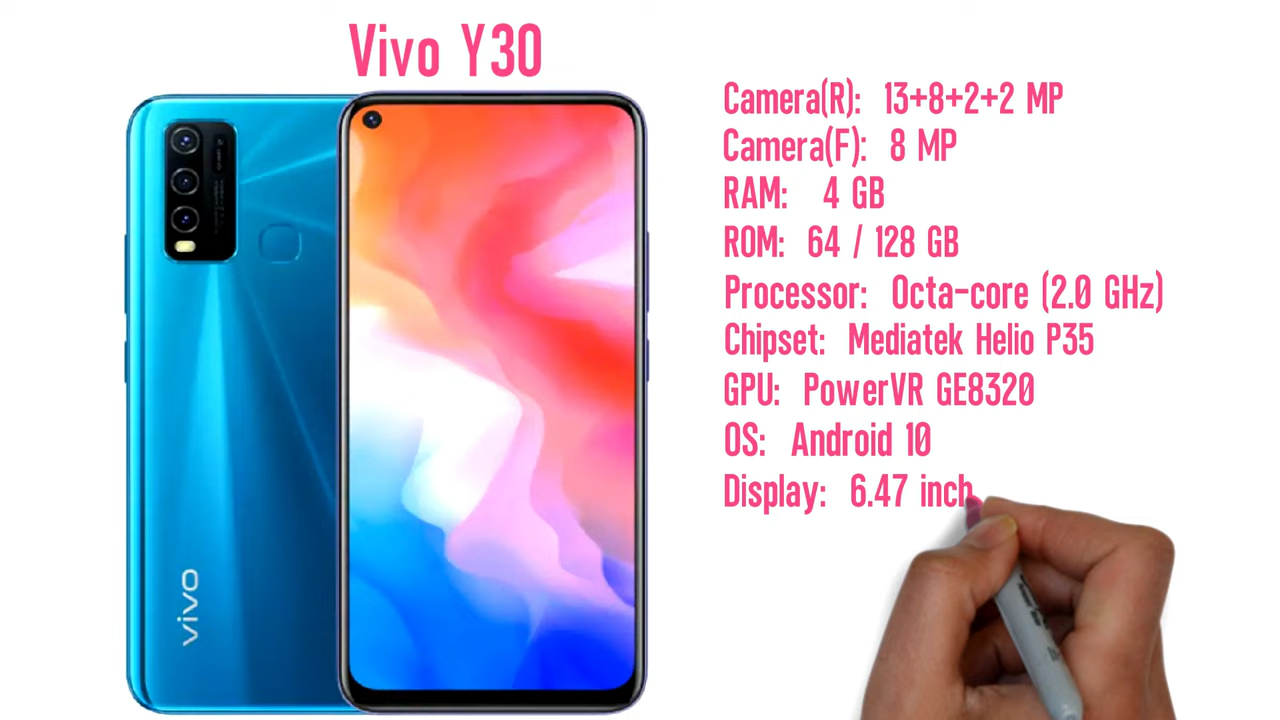 Vivo Y30
Camera(R): 13+8+2+2 MP
Camera(F): 8 MP
RAM: 4 GB
ROM: 64 / 128 GB
Processor: Octa-core (2.0 GHz)
Chipset: Mediatek Helio P35
GPU: PowerVR GE8320
OS: Android 10
Display: 6.47 inch
vivo